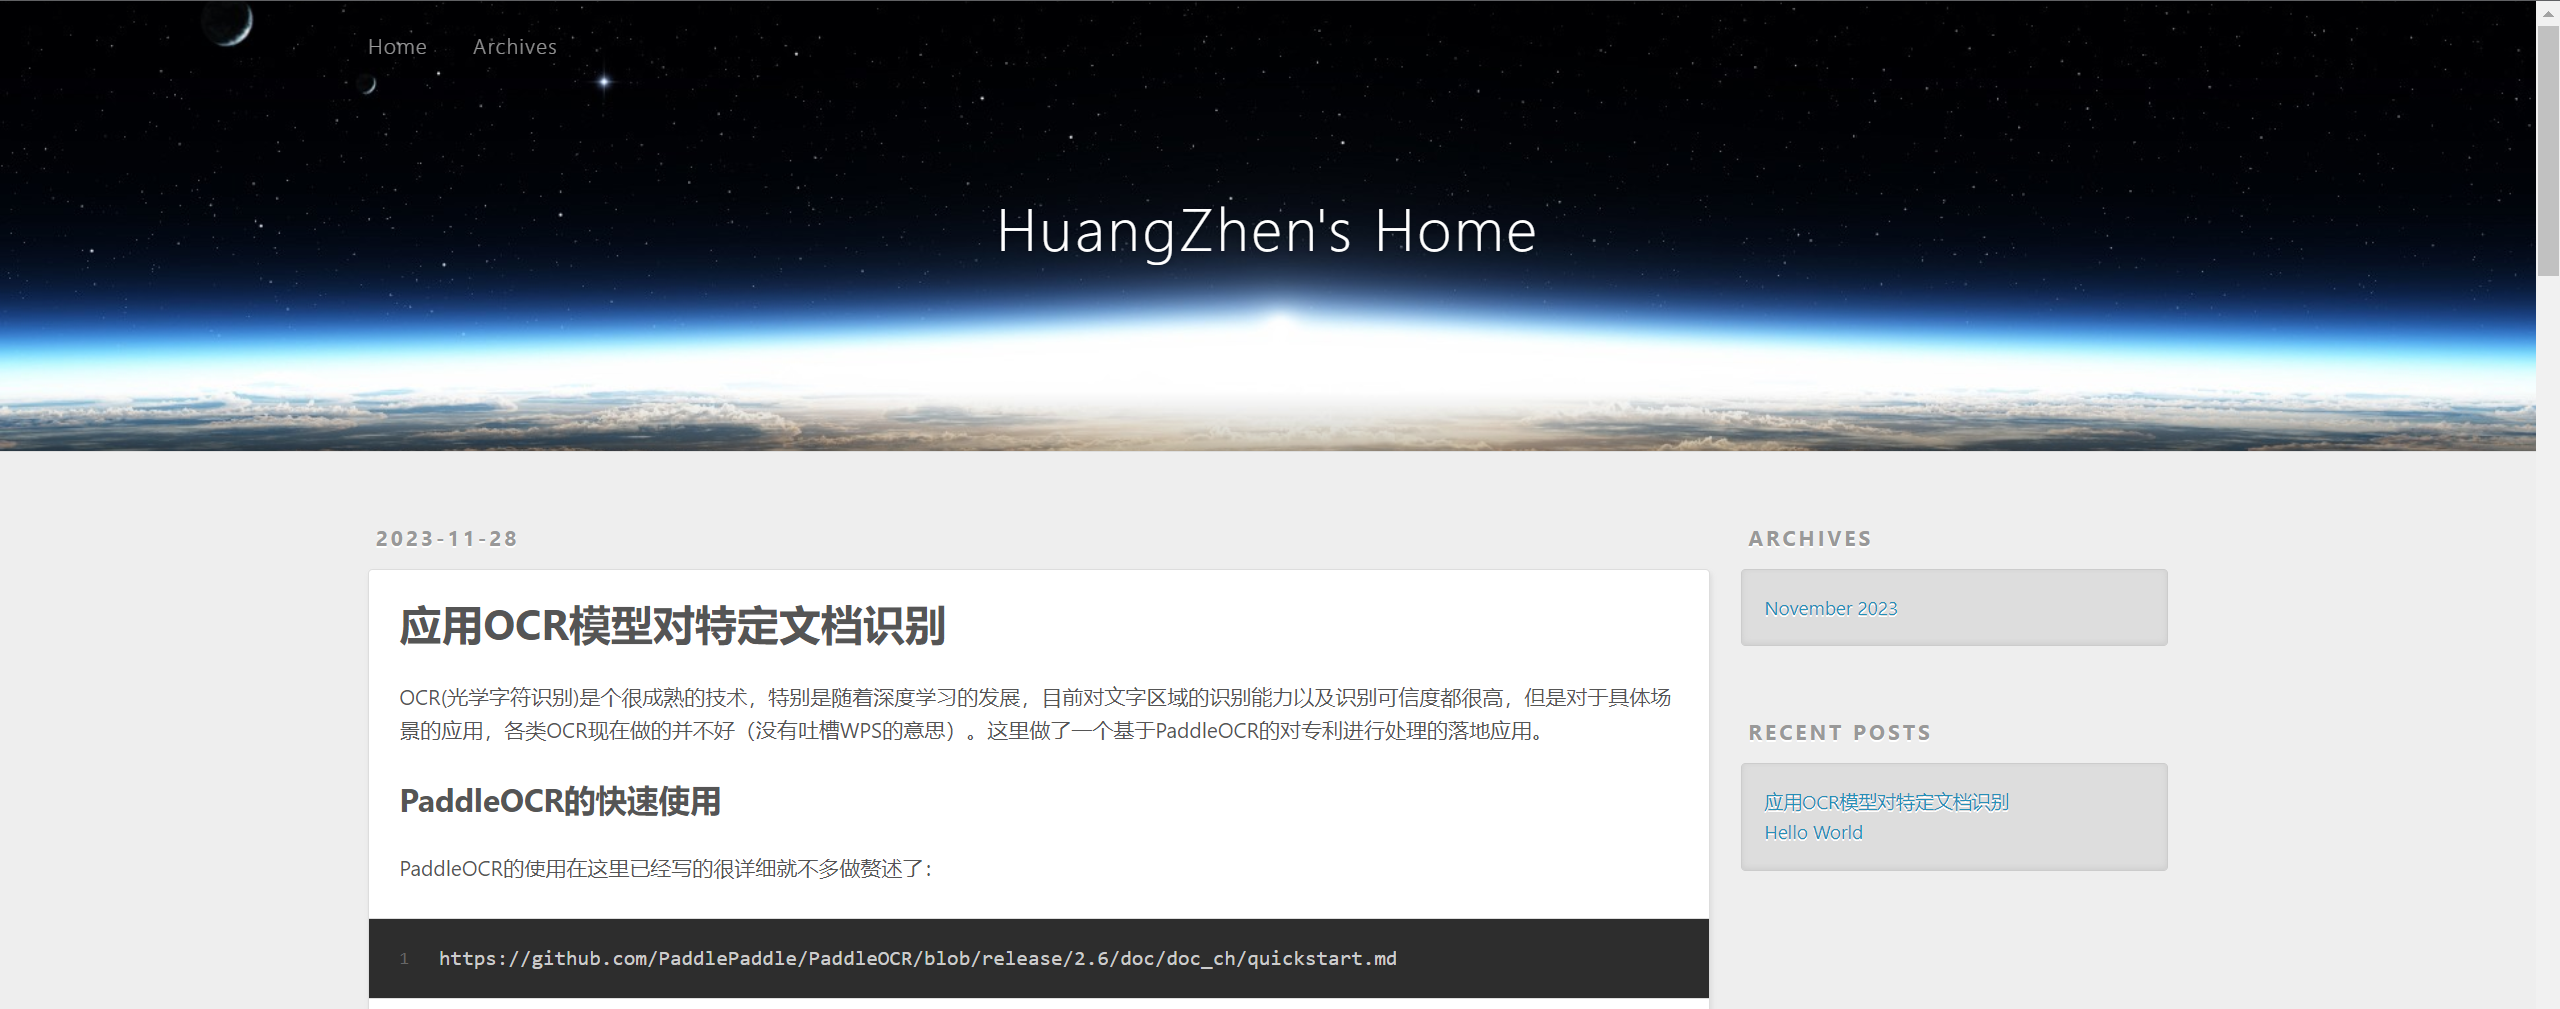 Home Archives
HuangZhen's Home
2023-11-28
应用OCR模型对特定文档识别
OCR(光学字符识别)是个很成熟的技术，特别是随着深度学习的发展，目前对文字区域的识别能力以及识别可信度都很高，但是对于具体场
景的应用，各类OCR现在做的并不好（没有吐槽WPS的意思）。这里做了一个基于PaddleOCR的对专利进行处理的落地应用。
PaddleOCR的快速使用
PaddleOCR的使用在这里已经写的很详细就不多做赘述了：
1 https://github.com/PaddlePaddle/PaddleOCR/blob/release/2.6/doc/doc_ch/quickstart.md
ARCHIVES
November 2023
RECENT POSTS
应用OCR模型对特定文档识别
Hello World